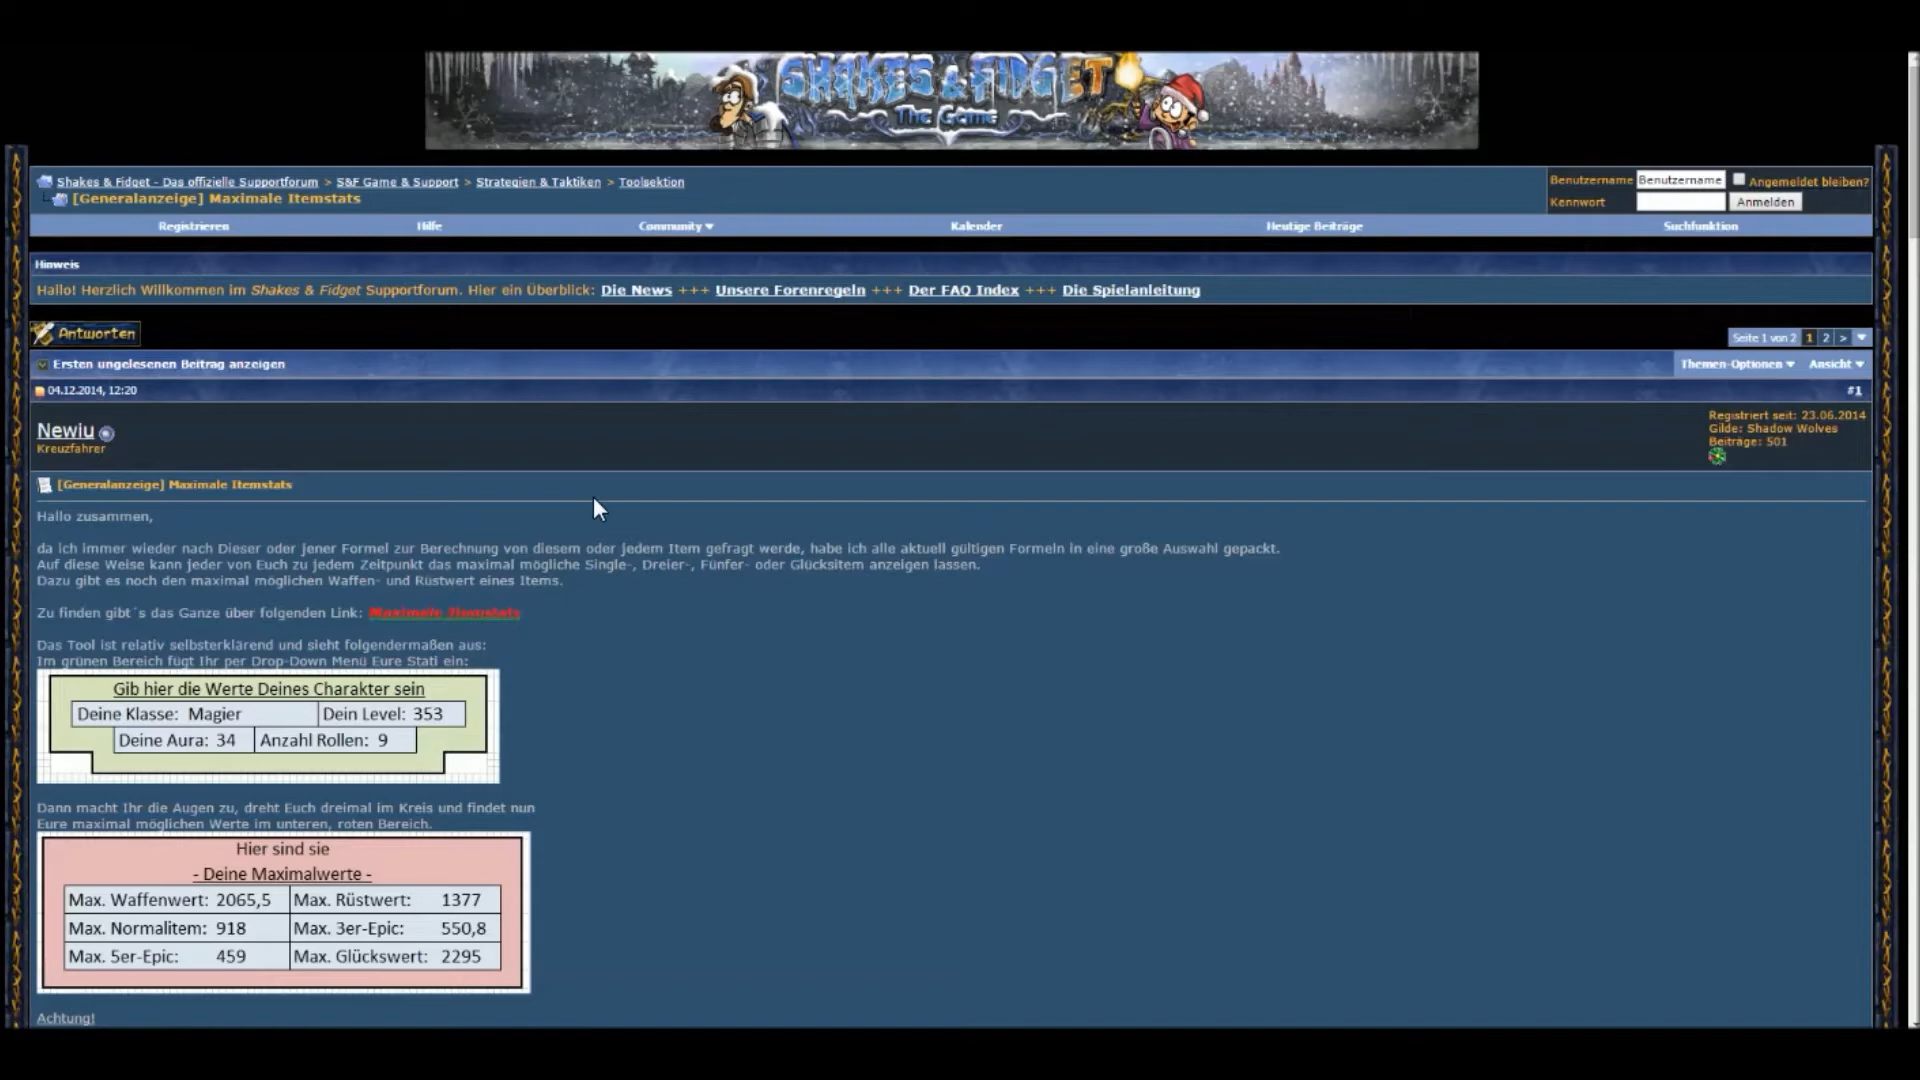 SHAKES & FIDGET
The Game
Shakes & Fidget - Das offizielle Supportforum > S&F Game & Support > Strategien & Taktiken > Toolsektion
[Generalanzeige] Maximale Itemstats
Benutzername Benutzername Angemeldet bleiben?
Kennwort Anmelden
Registrieren Hilfe Community Kalender Heutige Beiträge Suchfunktion
Hinweis
Hallo! Herzlich Willkommen im Shakes & Fidget Supportforum. Hier ein Überblick: Die News +++ Unsere Forenregeln +++ Der FAQ Index +++ Die Spielanleitung
Antworten
Seite 1 von 2 1 2 >
Ersten ungelesenen Beitrag anzeigen
Themen-Optionen Ansicht
04.12.2014, 12:20 #1
Newiu
Kreuzfahrer
Registriert seit: 23.06.2014
Gilde: Shadow Wolves
Beiträge: 501
[Generalanzeige] Maximale Itemstats
Hallo zusammen,
da ich immer wieder nach Dieser oder jener Formel zur Berechnung von diesem oder jedem Item gefragt werde, habe ich alle aktuell gültigen Formeln in eine große Auswahl gepackt.
Auf diese Weise kann jeder von Euch zu jedem Zeitpunkt das maximal mögliche Single-, Dreier-, Fünfer- oder Glücksitem anzeigen lassen.
Dazu gibt es noch den maximal möglichen Waffen- und Rüstwert eines Items.
Zu finden gibt´s das Ganze über folgenden Link: Maximale Itemstats
Das Tool ist relativ selbsterklärend und sieht folgendermaßen aus:
Im grünen Bereich fügt Ihr per Drop-Down Menü Eure Stati ein:
Gib hier die Werte Deines Charakter sein
Deine Klasse: Magier Dein Level: 353
Deine Aura: 34 Anzahl Rollen: 9
Dann macht Ihr die Augen zu, dreht Euch dreimal im Kreis und findet nun
Eure maximal möglichen Werte im unteren, roten Bereich.
Hier sind sie
- Deine Maximalwerte -
Max. Waffenwert: 2065,5 Max. Rüstwert: 1377
Max. Normalitem: 918 Max. 3er-Epic: 550,8
Max. 5er-Epic: 459 Max. Glückswert: 2295
Achtung!